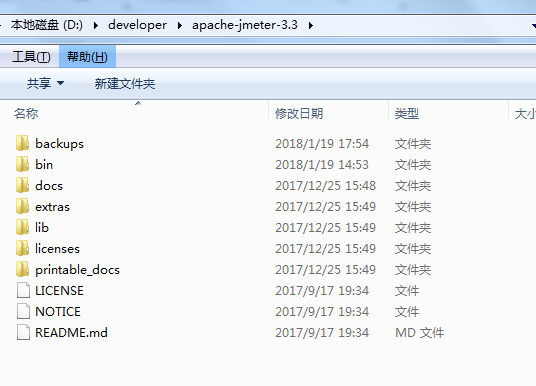 本地磁盘 (D:) ▸ developer ▸ apache-jmeter-3.3 ▸
工具(T) 帮助(H)
共享 ▾ 新建文件夹
名称 修改日期 类型 大小
backups 2018/1/19 17:54 文件夹
bin 2018/1/19 14:53 文件夹
docs 2017/12/25 15:48 文件夹
extras 2017/12/25 15:49 文件夹
lib 2017/12/25 15:49 文件夹
licenses 2017/12/25 15:49 文件夹
printable_docs 2017/12/25 15:49 文件夹
LICENSE 2017/9/17 19:34 文件
NOTICE 2017/9/17 19:34 文件
README.md 2017/9/17 19:34 MD 文件